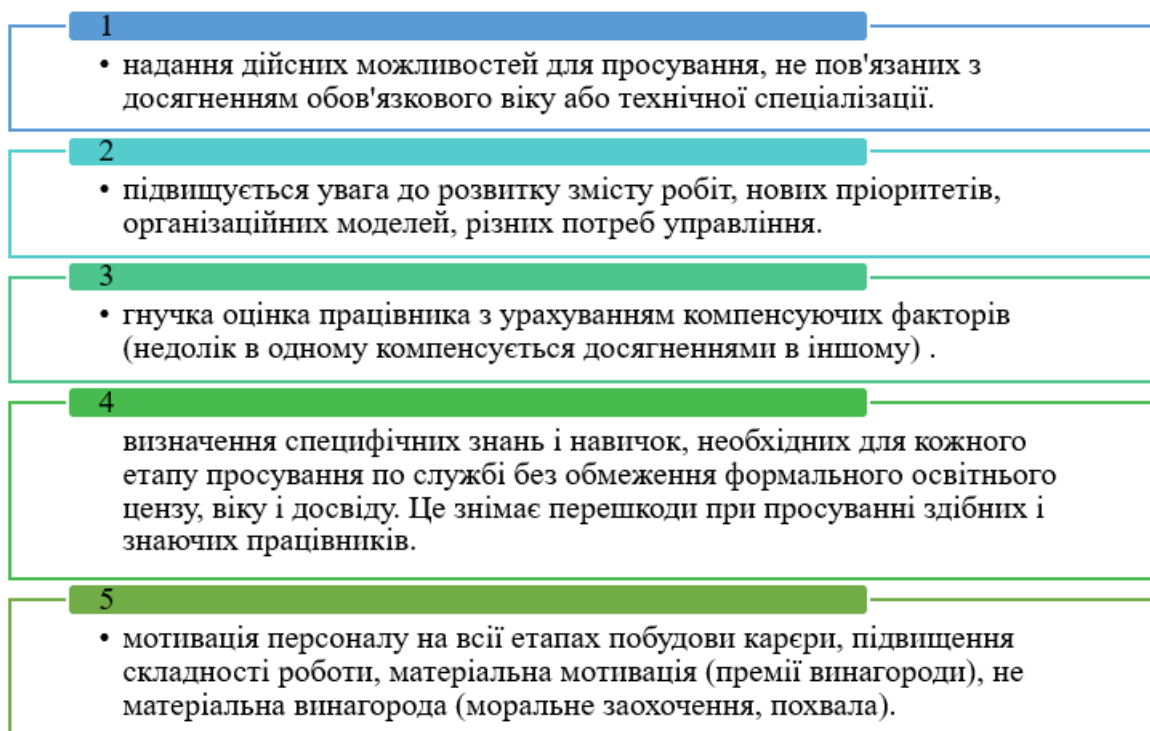 1
• надання дійсних можливостей для просування, не пов'язаних з
досягненням обов'язкового віку або технічної спеціалізації.
2
• підвищується увага до розвитку змісту робіт, нових пріоритетів,
організаційних моделей, різних потреб управління.
3
• гнучка оцінка працівника з урахуванням компенсуючих факторів
(недолік в одному компенсується досягненнями в іншому) .
4
визначення специфічних знань і навичок, необхідних для кожного
етапу просування по службі без обмеження формального освітнього
цензу, віку і досвіду. Це знімає перешкоди при просуванні здібних і
знаючих працівників.
5
• мотивація персоналу на всії етапах побудови карєри, підвищення
складності роботи, матеріальна мотивація (премії винагороди), не
матеріальна винагорода (моральне заохочення, похвала).